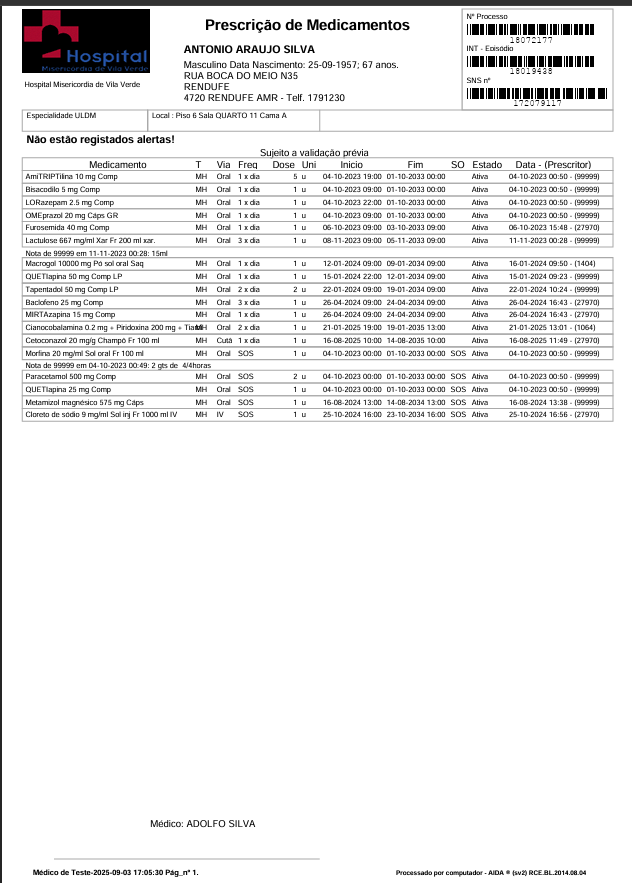 Hospital
Misericordia de Vila Verde
Hospital Misericordia de Vila Verde
Prescrição de Medicamentos
ANTONIO ARAUJO SILVA
Masculino Data Nascimento: 25-09-1957; 67 anos.
RUA BOCA DO MEIO N35
RENDUFE
4720 RENDUFE AMR - Telf. 1791230
Nº Processo
18072177
INT - Episódio
18019438
SNS nº
172079117
Especialidade ULDM Local : Piso 6 Sala QUARTO 11 Cama A
Não estão registados alertas!
Sujeito a validação prévia
Medicamento T Via Freq Dose Uni Inicio Fim SO Estado Data - (Prescritor)
AmiTRIPTilina 10 mg Comp MH Oral 1 x dia 5 u 04-10-2023 19:00 01-10-2033 00:00 Ativa 04-10-2023 00:50 - (99999)
Bisacodilo 5 mg Comp MH Oral 1 x dia 1 u 04-10-2023 09:00 01-10-2033 00:00 Ativa 04-10-2023 00:50 - (99999)
LORazepam 2.5 mg Comp MH Oral 1 x dia 1 u 04-10-2023 22:00 01-10-2033 00:00 Ativa 04-10-2023 00:50 - (99999)
OMEprazol 20 mg Cáps GR MH Oral 1 x dia 1 u 04-10-2023 09:00 01-10-2033 00:00 Ativa 04-10-2023 00:50 - (99999)
Furosemida 40 mg Comp MH Oral 1 x dia 1 u 06-10-2023 09:00 03-10-2033 09:00 Ativa 06-10-2023 15:48 - (27970)
Lactulose 667 mg/ml Xar Fr 200 ml xar. MH Oral 3 x dia 1 u 08-11-2023 09:00 05-11-2033 09:00 Ativa 11-11-2023 00:28 - (99999)
Nota de 99999 em 11-11-2023 00:28: 15ml
Macrogol 10000 mg Pó sol oral Saq MH Oral 1 x dia 1 u 12-01-2024 09:00 09-01-2034 09:00 Ativa 16-01-2024 09:50 - (1404)
QUETIapina 50 mg Comp LP MH Oral 1 x dia 1 u 15-01-2024 22:00 12-01-2034 09:00 Ativa 15-01-2024 09:23 - (99999)
Tapentadol 50 mg Comp LP MH Oral 2 x dia 2 u 22-01-2024 09:00 19-01-2034 09:00 Ativa 22-01-2024 10:24 - (99999)
Baclofeno 25 mg Comp MH Oral 3 x dia 1 u 26-04-2024 09:00 24-04-2034 09:00 Ativa 26-04-2024 16:43 - (27970)
MIRTAzapina 15 mg Comp MH Oral 1 x dia 1 u 26-04-2024 09:00 24-04-2034 09:00 Ativa 26-04-2024 16:43 - (27970)
Cianocobalamina 0.2 mg + Piridoxina 200 mg + Tiam MH Oral 2 x dia 1 u 21-01-2025 19:00 19-01-2035 13:00 Ativa 21-01-2025 13:01 - (1064)
Cetoconazol 20 mg/g Champô Fr 100 ml MH Cutâ 1 x dia 1 u 16-08-2025 10:00 14-08-2035 10:00 Ativa 16-08-2025 11:49 - (27970)
Morfina 20 mg/ml Sol oral Fr 100 ml MH Oral SOS 1 u 04-10-2023 00:00 01-10-2033 00:00 SOS Ativa 04-10-2023 00:50 - (99999)
Nota de 99999 em 04-10-2023 00:49: 2 gts de 4/4horas
Paracetamol 500 mg Comp MH Oral SOS 2 u 04-10-2023 00:00 01-10-2033 00:00 SOS Ativa 04-10-2023 00:50 - (99999)
QUETIapina 25 mg Comp MH Oral SOS 1 u 04-10-2023 00:00 01-10-2033 00:00 SOS Ativa 04-10-2023 00:50 - (99999)
Metamizol magnésico 575 mg Cáps MH Oral SOS 1 u 16-08-2024 13:00 14-08-2034 13:00 SOS Ativa 16-08-2024 13:38 - (99999)
Cloreto de sódio 9 mg/ml Sol inj Fr 1000 ml IV MH IV SOS 1 u 25-10-2024 16:00 23-10-2034 16:00 SOS Ativa 25-10-2024 16:56 - (27970)
Médico: ADOLFO SILVA
Médico de Teste-2025-09-03 17:05:30 Pág_nº 1.
Processado por computador - AIDA ® (sv2) RCE.BL.2014.08.04